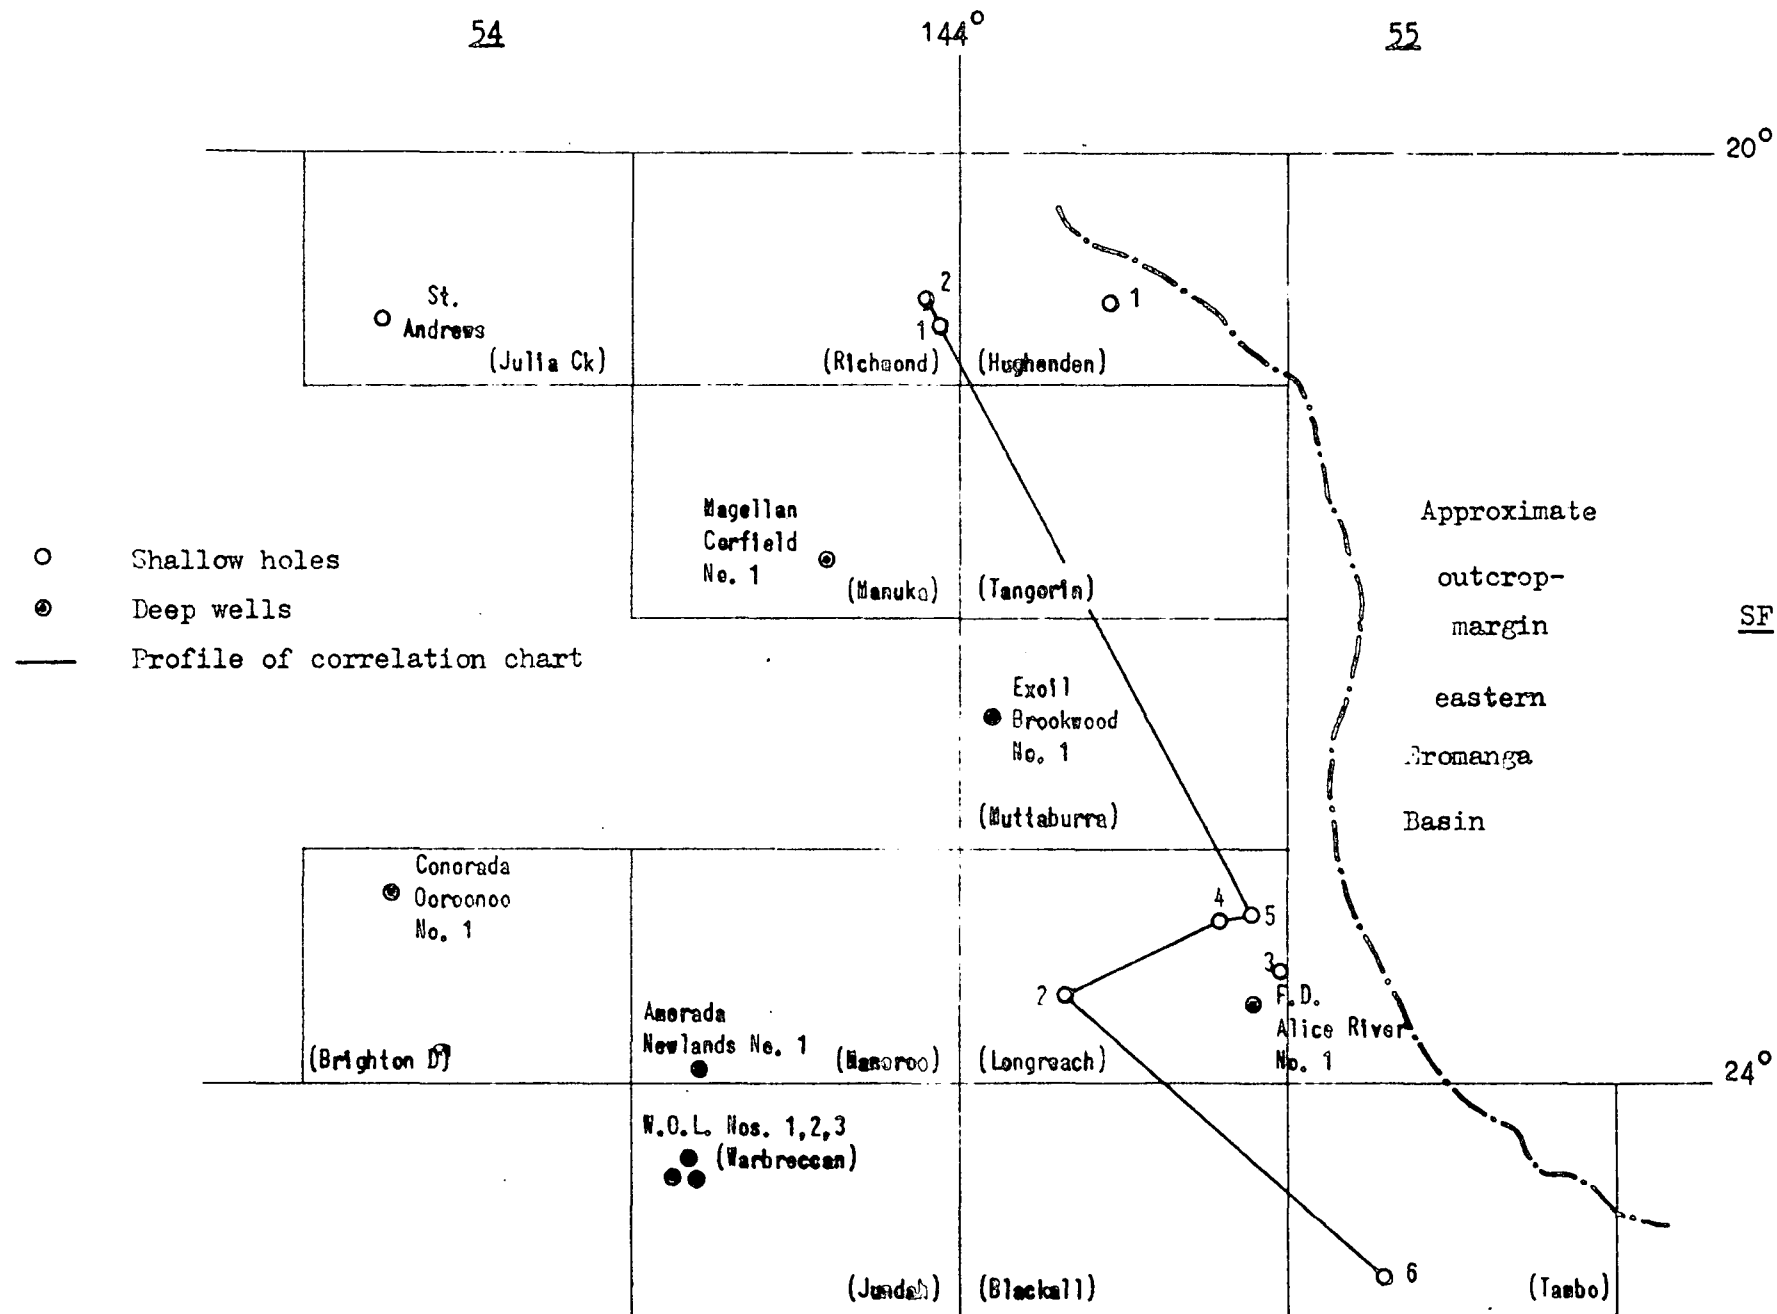 54
144°
55
20°
St.
Andrews
(Julia Ck)
2
1
(Richmond)
1
(Hughenden)
Magellan
Corfield
No. 1
(Manuka)
(Tangorin)
Shallow holes
Deep wells
Profile of correlation chart
Approximate
outcrop-
margin
eastern
Eromanga
Basin
SF
Exoil
Brookwood
No. 1
(Muttaburra)
Conorada
Ooroonoo
No. 1
(Brighton D)
4
5
3
2
F.D.
Alice River
No. 1
Amerada
Newlands No. 1
(Maneroo)
(Longreach)
24°
W.O.L. Nos. 1,2,3
(Warbreccan)
(Jundah)
(Blackall)
6
(Tambo)